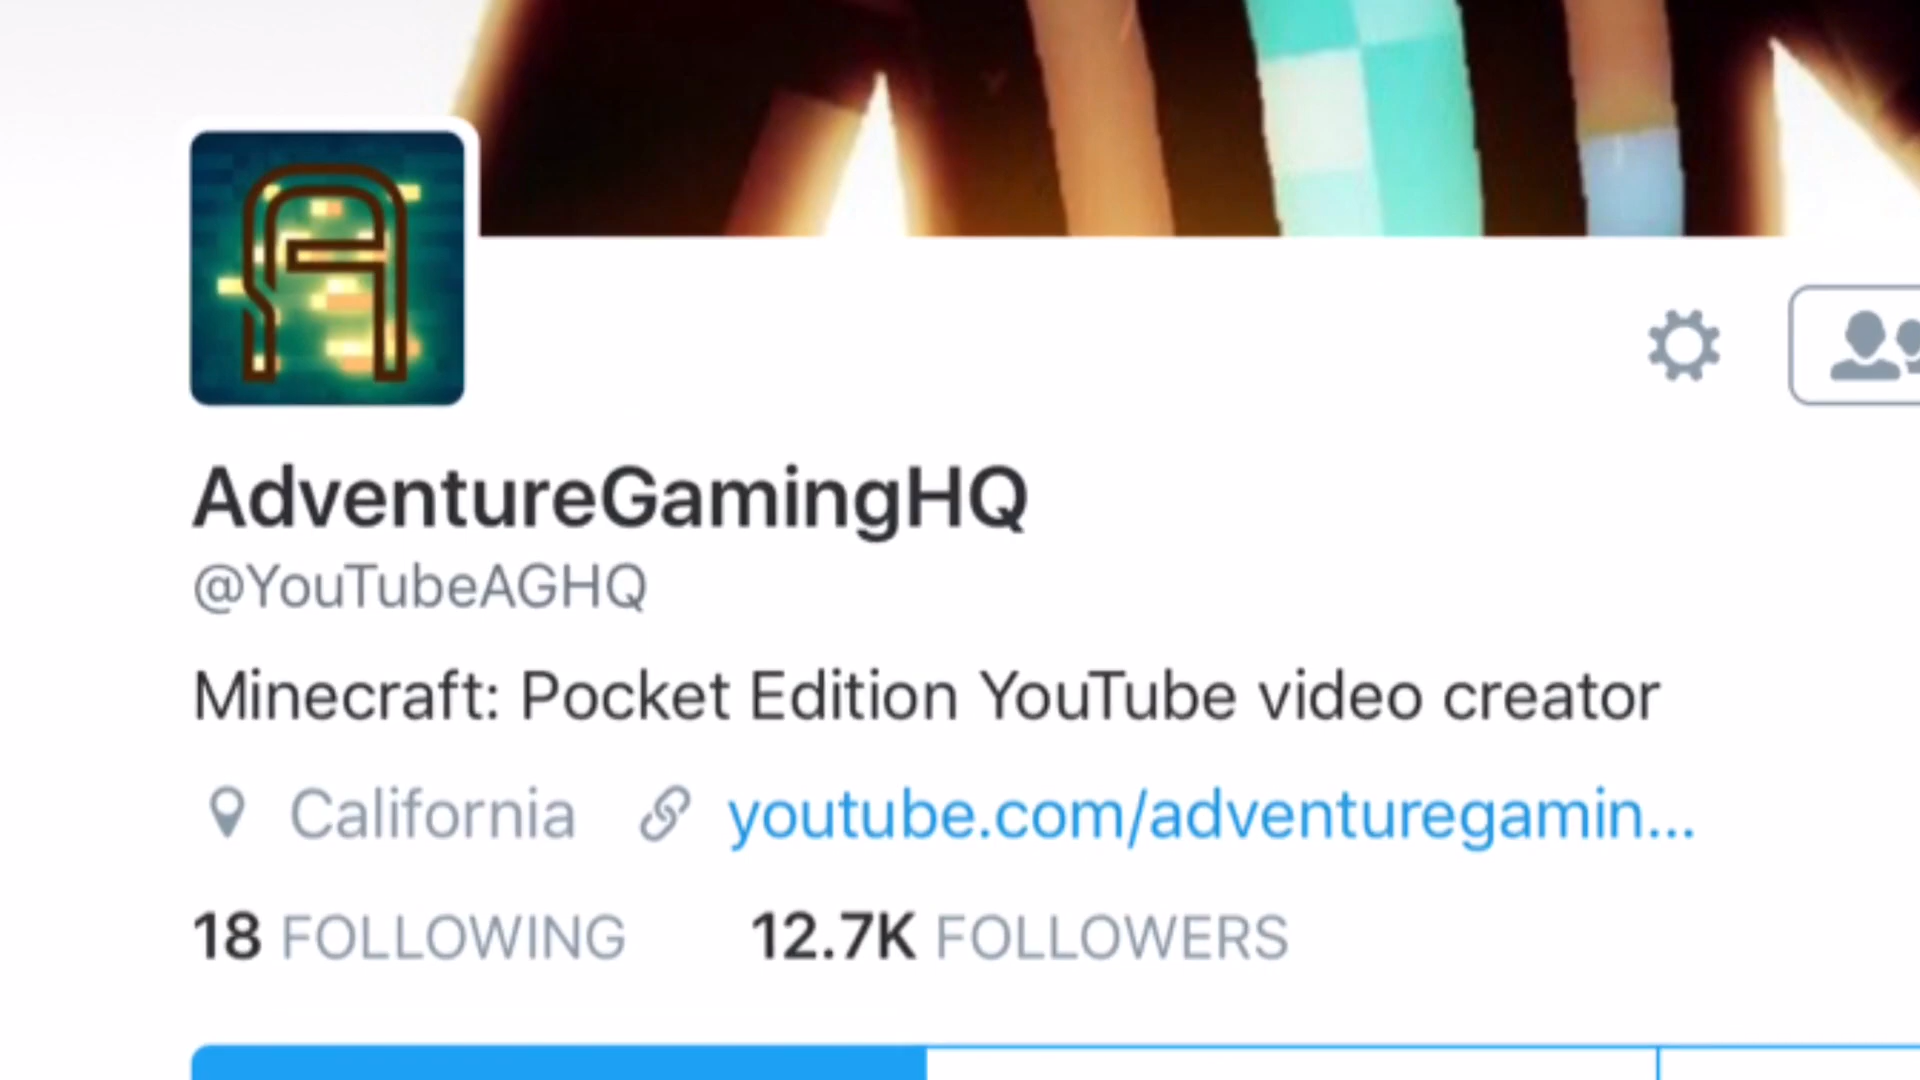 AdventureGamingHQ
@YouTubeAGHQ
Minecraft: Pocket Edition YouTube video creator
California youtube.com/adventuregamin...
18 FOLLOWING 12.7K FOLLOWERS